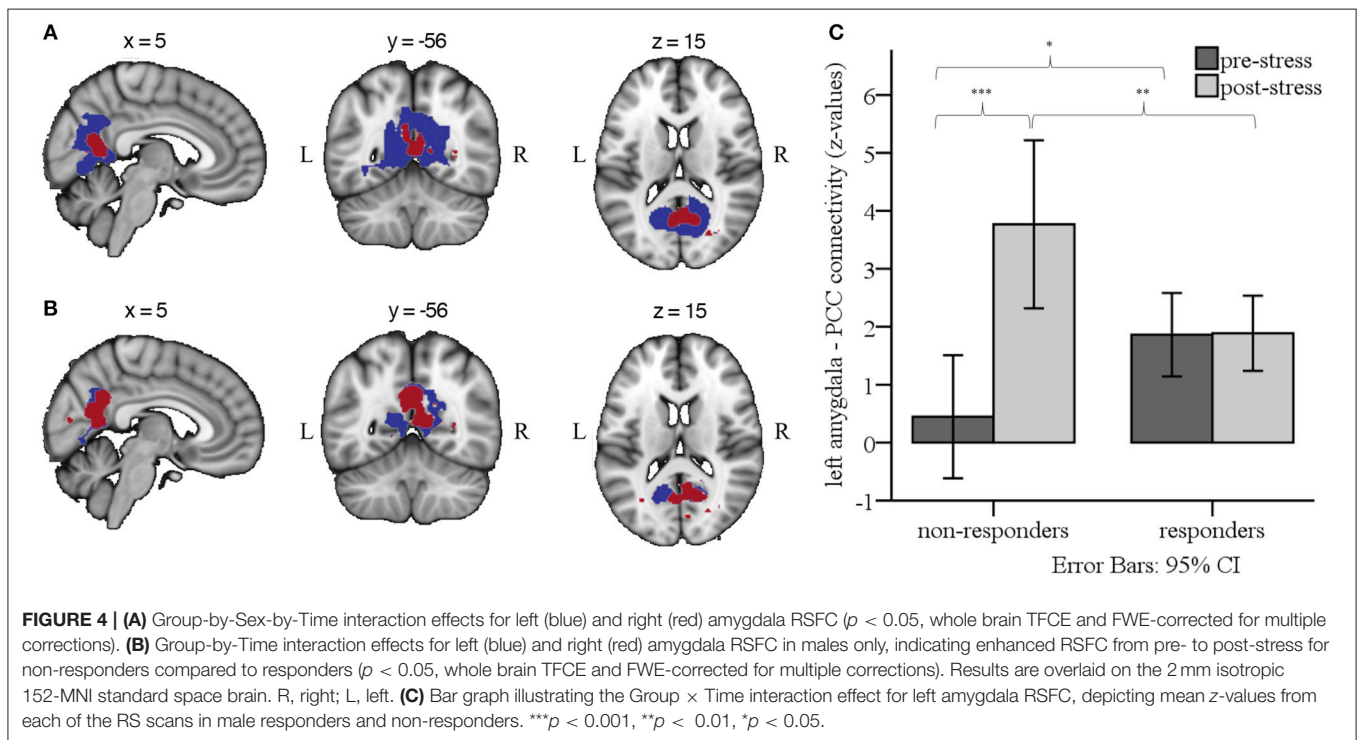 A
x = 5
y = -56
z = 15
L
R
B
x = 5
y = -56
z = 15
L
R
C
*
pre-stress
post-stress
***
**
left amygdala - PCC connectivity (z-values)
6
5
4
3
2
1
0
-1
non-responders
responders
Error Bars: 95% CI
FIGURE 4 | (A) Group-by-Sex-by-Time interaction effects for left (blue) and right (red) amygdala RSFC (p < 0.05, whole brain TFCE and FWE-corrected for multiple
corrections). (B) Group-by-Time interaction effects for left (blue) and right (red) amygdala RSFC in males only, indicating enhanced RSFC from pre- to post-stress for
non-responders compared to responders (p < 0.05, whole brain TFCE and FWE-corrected for multiple corrections). Results are overlaid on the 2 mm isotropic
152-MNI standard space brain. R, right; L, left. (C) Bar graph illustrating the Group × Time interaction effect for left amygdala RSFC, depicting mean z-values from
each of the RS scans in male responders and non-responders. ***p < 0.001, **p < 0.01, *p < 0.05.